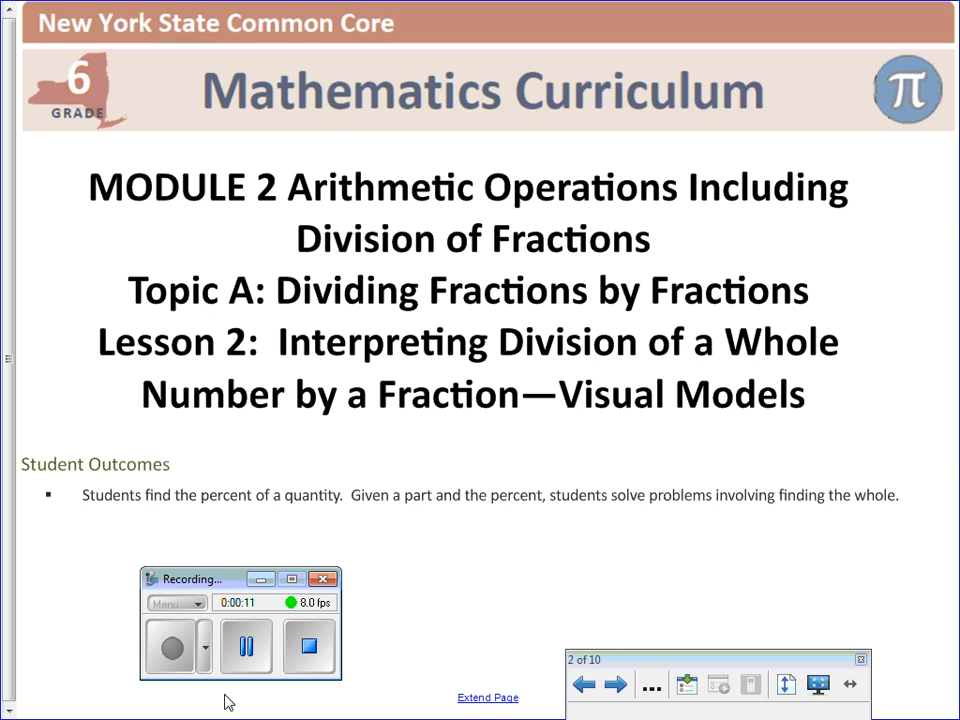 New York State Common Core
6
GRADE
Mathematics Curriculum
π
MODULE 2 Arithmetic Operations Including
Division of Fractions
Topic A: Dividing Fractions by Fractions
Lesson 2:  Interpreting Division of a Whole
Number by a Fraction—Visual Models
Student Outcomes
▪ Students find the percent of a quantity.  Given a part and the percent, students solve problems involving finding the whole.
Recording...
Menu
0:00:11
8.0 fps
2 of 10
...
Extend Page